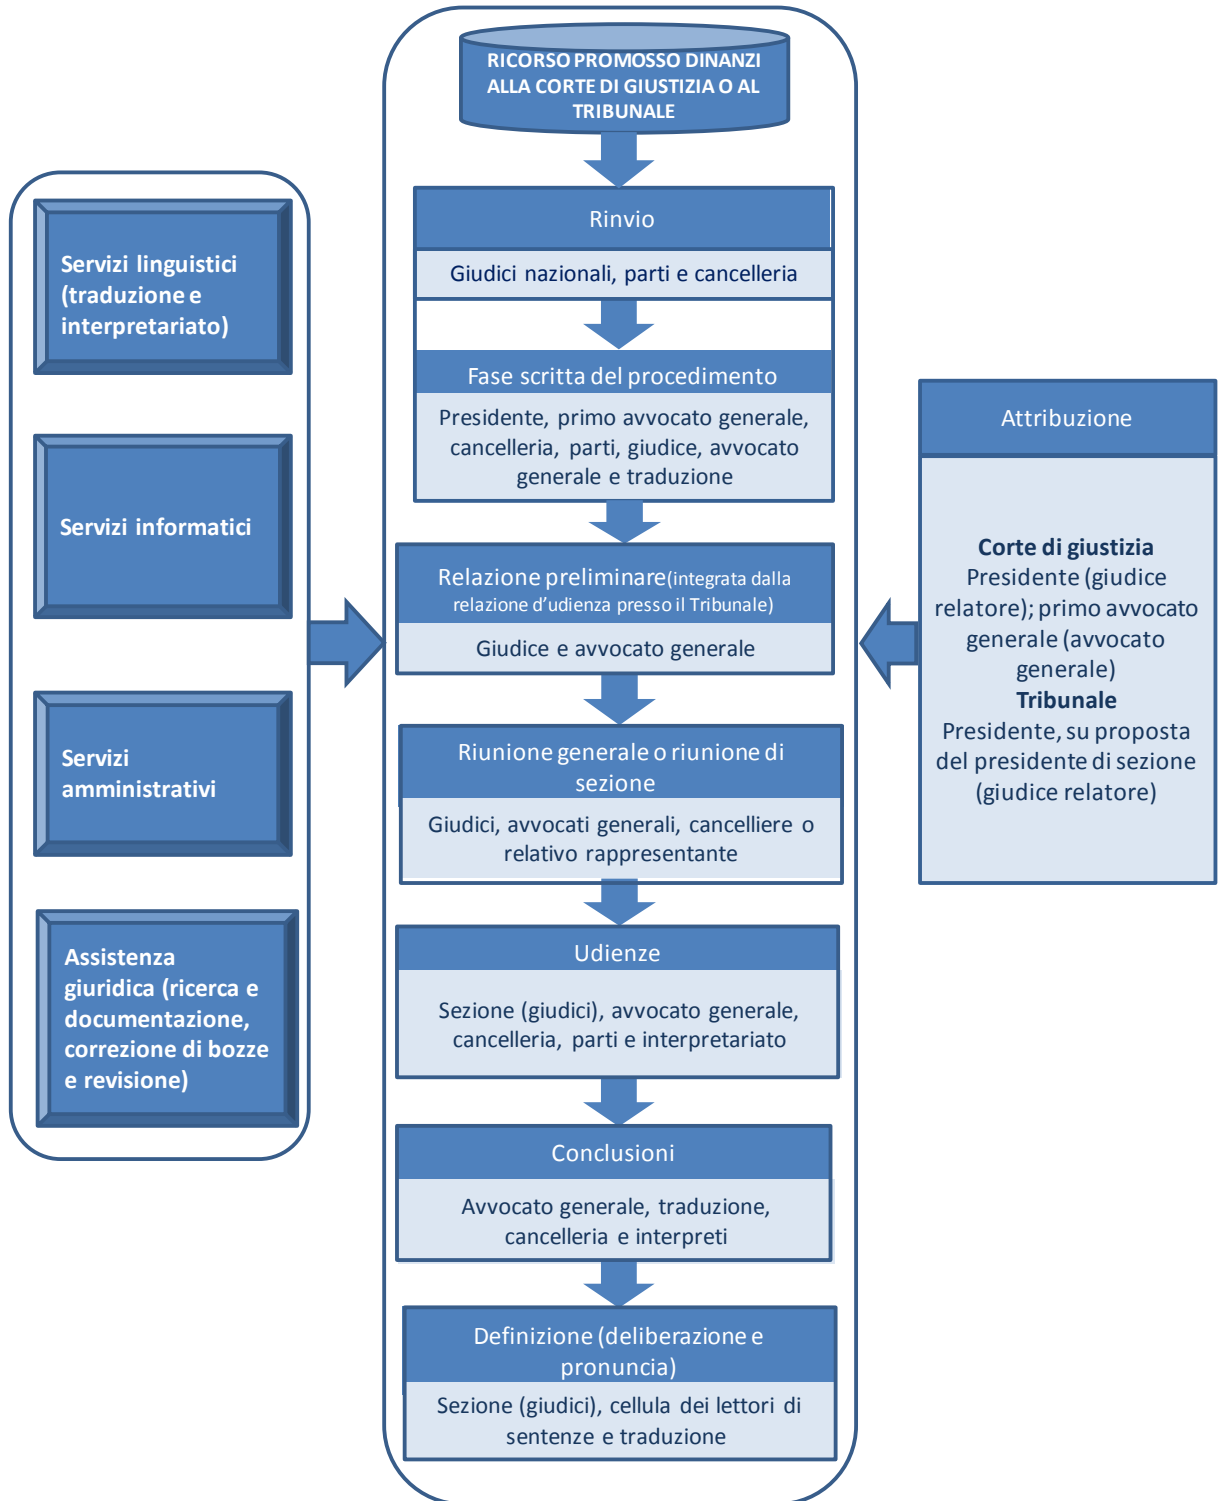 RICORSO PROMOSSO DINANZI
ALLA CORTE DI GIUSTIZIA O AL
TRIBUNALE
Rinvio
Giudici nazionali, parti e cancelleria
Fase scritta del procedimento
Presidente, primo avvocato generale,
cancelleria, parti, giudice, avvocato
generale e traduzione
Relazione preliminare(integrata dalla
relazione d’udienza presso il Tribunale)
Giudice e avvocato generale
Riunione generale o riunione di
sezione
Giudici, avvocati generali, cancelliere o
relativo rappresentante
Udienze
Sezione (giudici), avvocato generale,
cancelleria, parti e interpretariato
Conclusioni
Avvocato generale, traduzione,
cancelleria e interpreti
Definizione (deliberazione e
pronuncia)
Sezione (giudici), cellula dei lettori di
sentenze e traduzione
Servizi linguistici
(traduzione e
interpretariato)
Servizi informatici
Servizi
amministrativi
Assistenza
giuridica (ricerca e
documentazione,
correzione di bozze
e revisione)
Attribuzione
Corte di giustizia
Presidente (giudice
relatore); primo avvocato
generale (avvocato
generale)
Tribunale
Presidente, su proposta
del presidente di sezione
(giudice relatore)